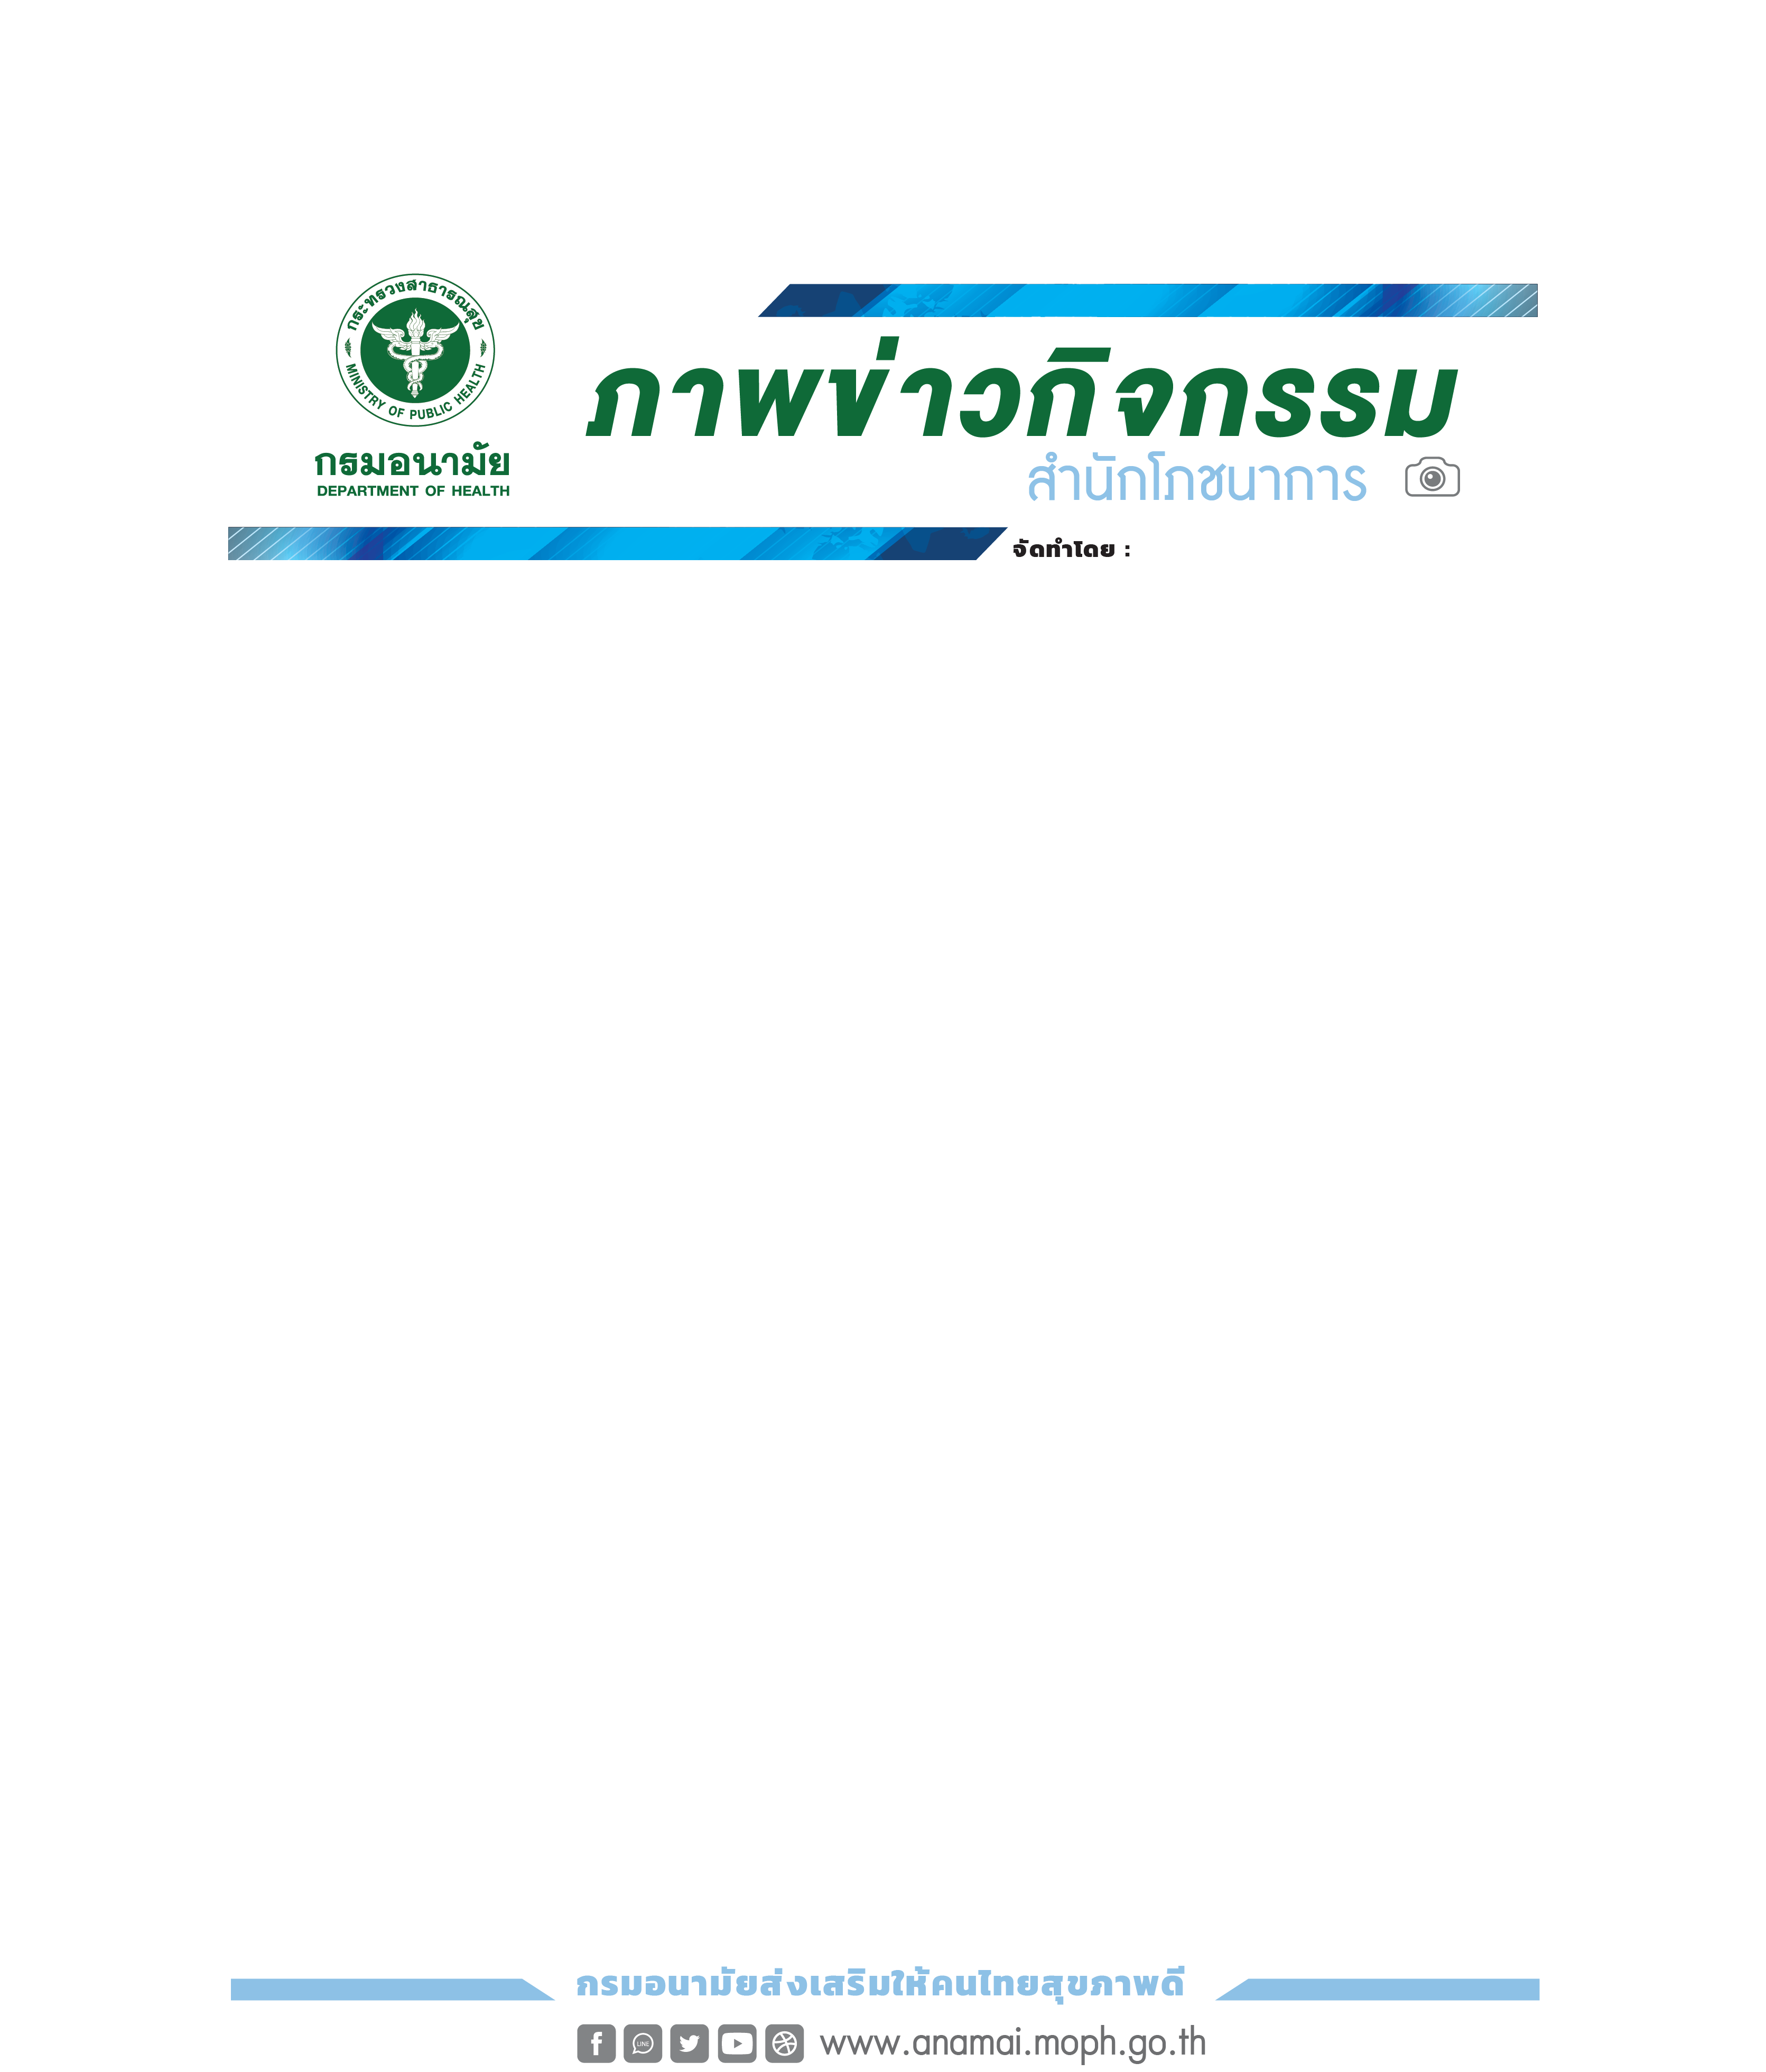 กระทรวงสาธารณสุข
MINISTRY OF PUBLIC HEALTH
กรมอนามัย
DEPARTMENT OF HEALTH
ภาพข่าวกิจกรรม
สำนักโภชนาการ
จัดทำโดย :
กรมอนามัยส่งเสริมให้คนไทยสุขภาพดี
LINE
www.anamai.moph.go.th